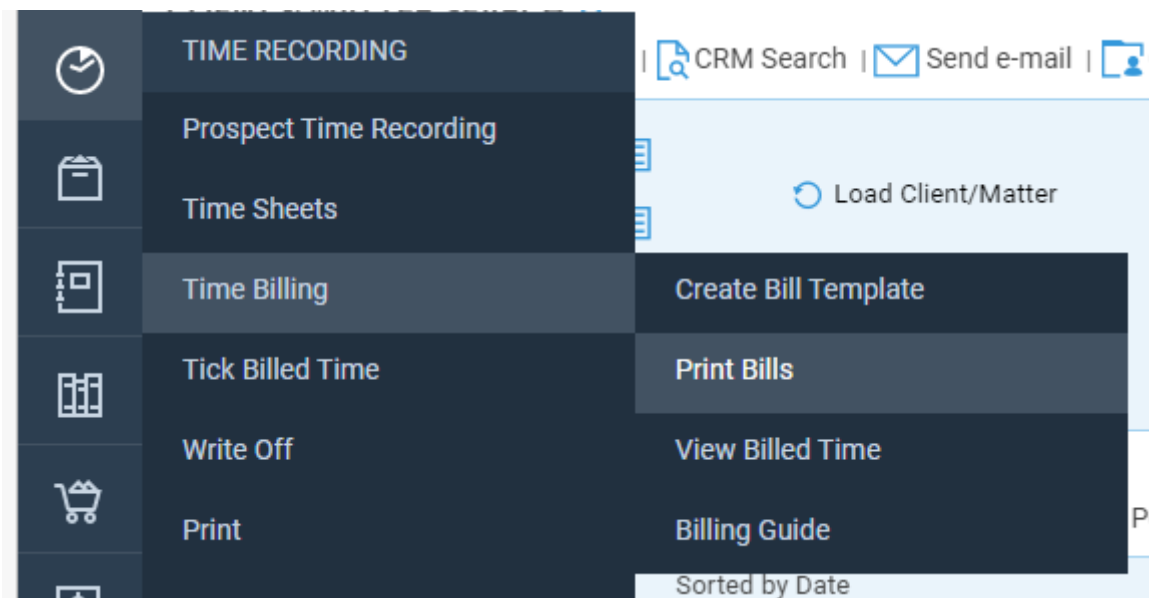 TIME RECORDING
| CRM Search | Send e-mail |
Prospect Time Recording
Time Sheets
Load Client/Matter
Time Billing
Create Bill Template
Tick Billed Time
Print Bills
Write Off
View Billed Time
Print
Billing Guide
P
Sorted by Date